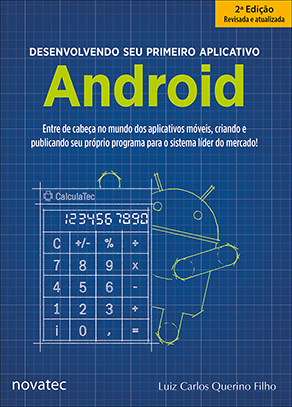 2ª Edição
Revisada e atualizada
DESENVOLVENDO SEU PRIMEIRO APLICATIVO
Android
Entre de cabeça no mundo dos aplicativos móveis, criando e
publicando seu próprio programa para o sistema líder do mercado!
CalculaTec
1234567890
C +/- % ÷
7 8 9 x
4 5 6 -
1 2 3 +
i 0 , =
novatec
Luiz Carlos Querino Filho